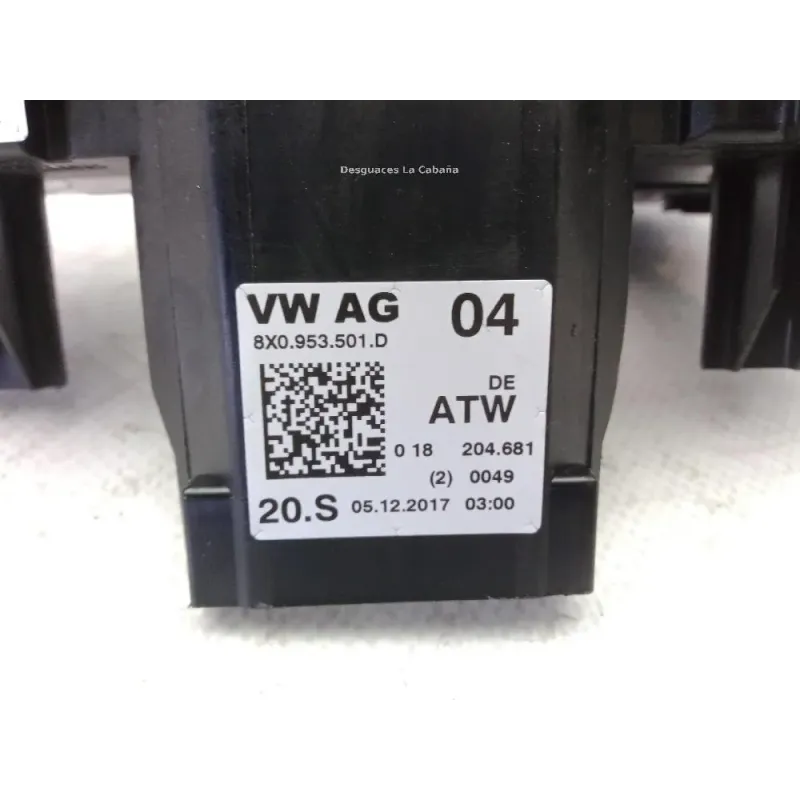 Desguaces La Cabaña
VW AG 04
8X0.953.501.D
DE
ATW
0 18 204.681
(2) 0049
20.S 05.12.2017 03:00